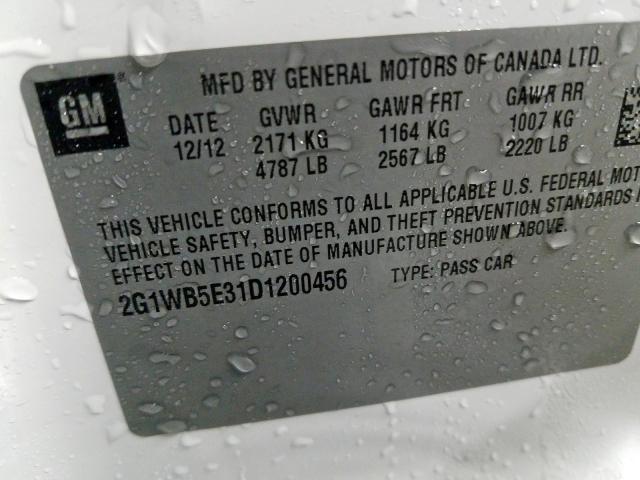 GM
MFD BY GENERAL MOTORS OF CANADA LTD.
DATE GVWR GAWR FRT GAWR RR
12/12 2171 KG 1164 KG 1007 KG
4787 LB 2567 LB 2220 LB
THIS VEHICLE CONFORMS TO ALL APPLICABLE U.S. FEDERAL MOT
VEHICLE SAFETY, BUMPER, AND THEFT PREVENTION STANDARDS I
EFFECT ON THE DATE OF MANUFACTURE SHOWN ABOVE.
2G1WB5E31D1200456 TYPE: PASS CAR